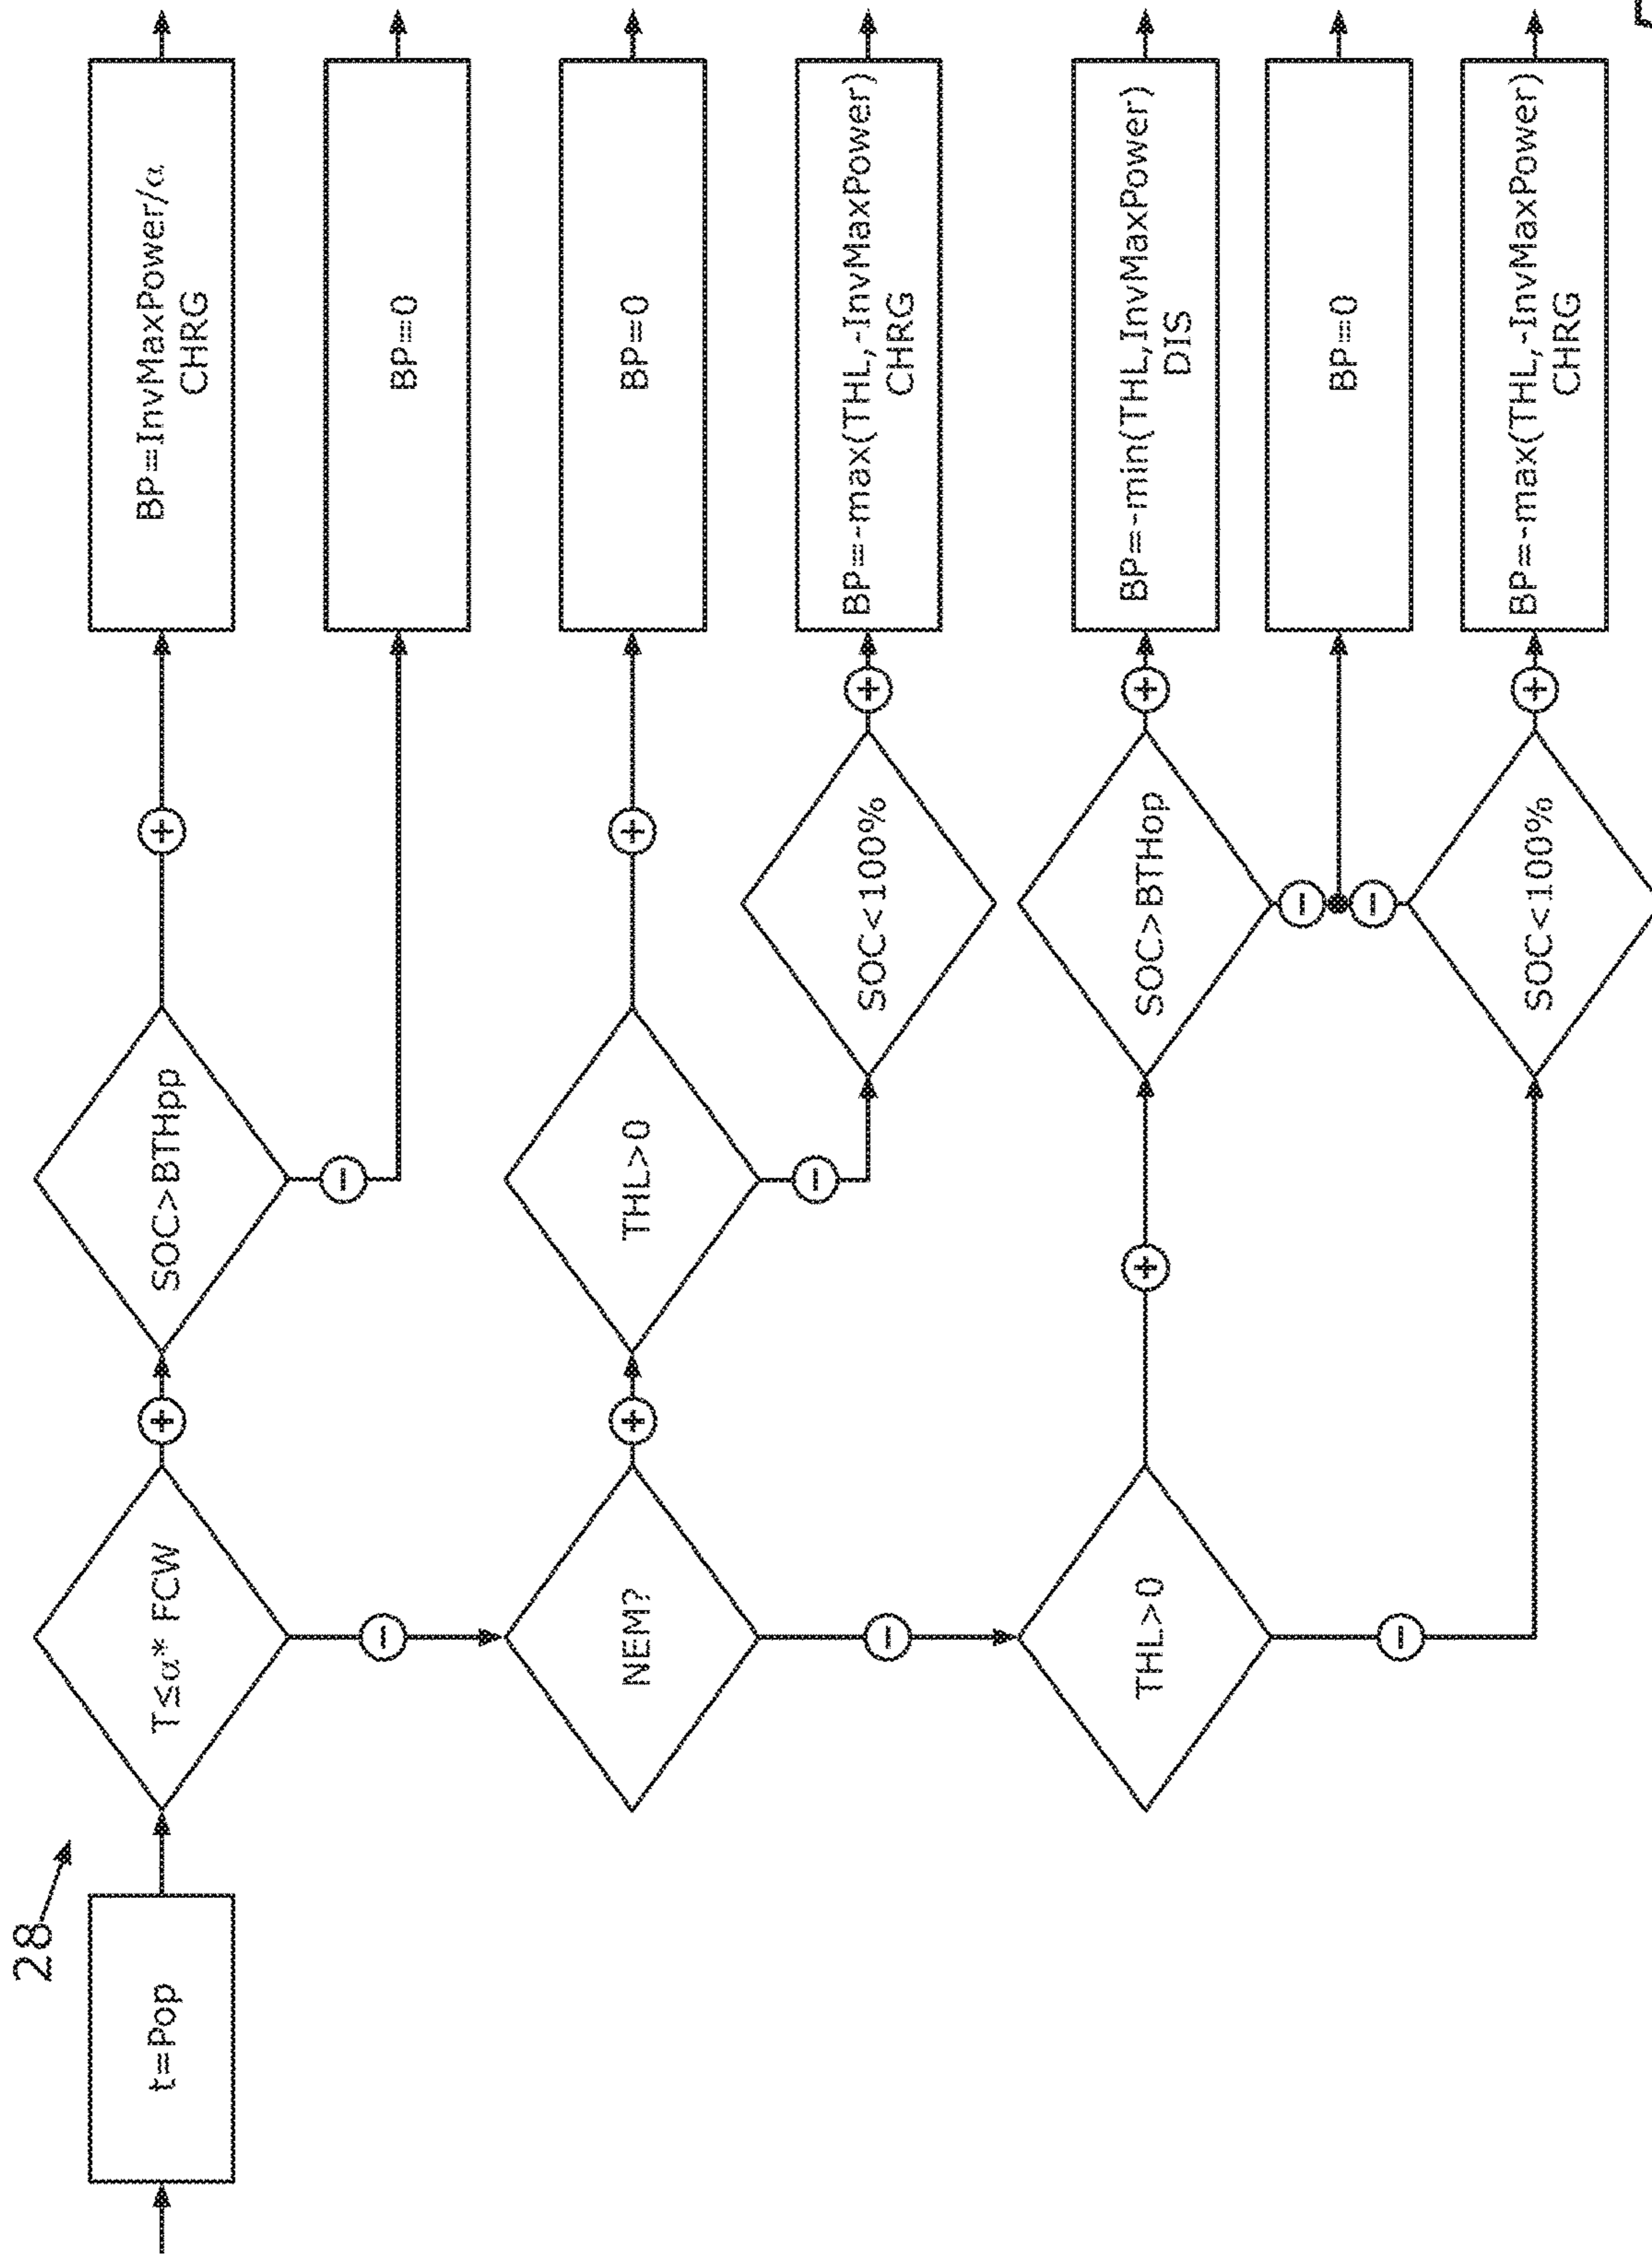 28
t=Pop
T≤α* FCW
SOC>BTHpp
BP=InvMaxPower/α
CHRG
BP=0
NEM?
THL>0
BP=0
SOC<100%
BP=-max(THL,-InvMaxPower)
CHRG
THL>0
SOC>BTHop
BP=-min(THL,InvMaxPower)
DIS
BP=0
SOC<100%
BP=-max(THL,-InvMaxPower)
CHRG
+
+
−
−
+
+
−
+
−
+
+
−
−
−
+